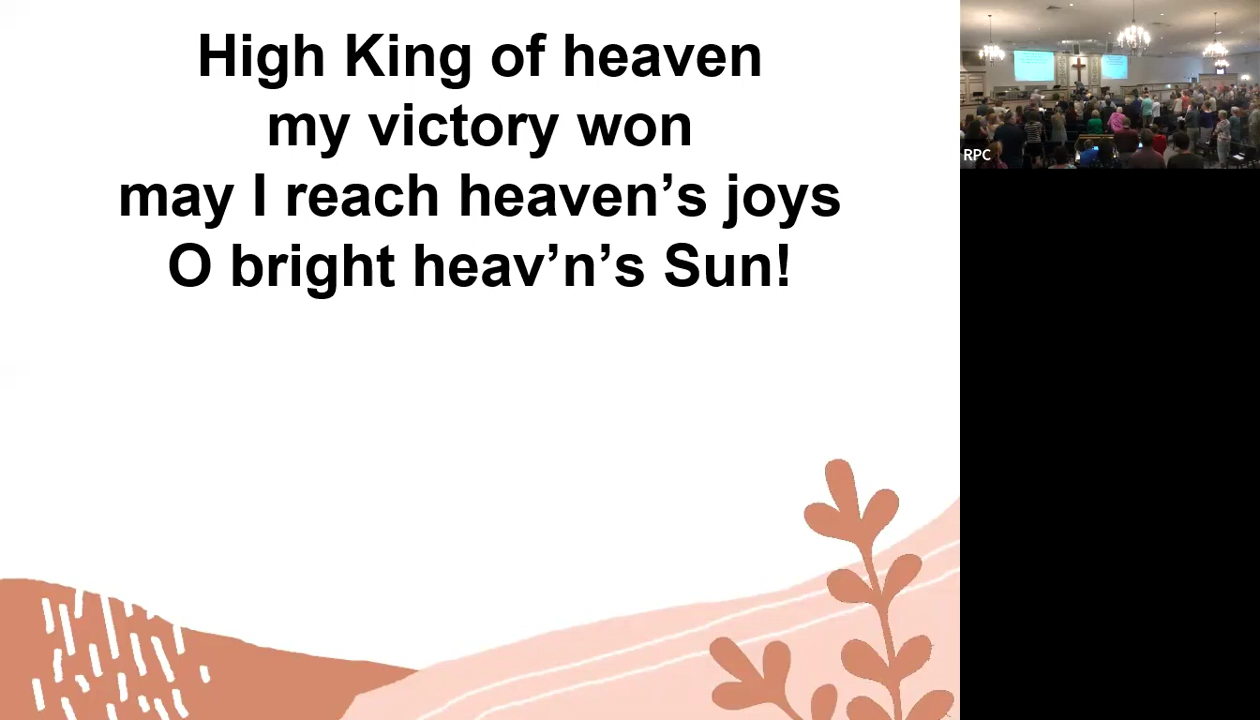 High King of heaven
my victory won
may I reach heaven’s joys
O bright heav’n’s Sun!
RPC